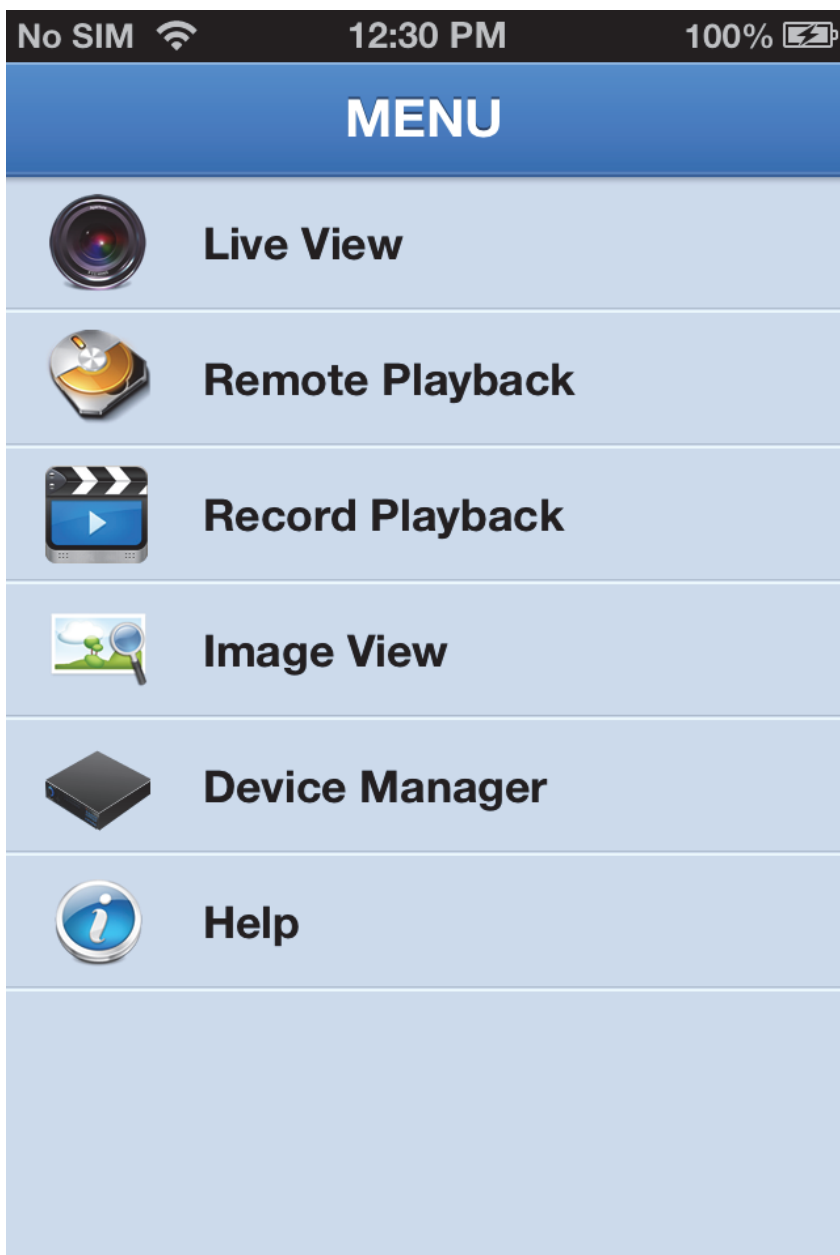 No SIM 12:30 PM 100%
MENU
Live View
Remote Playback
Record Playback
Image View
Device Manager
Help